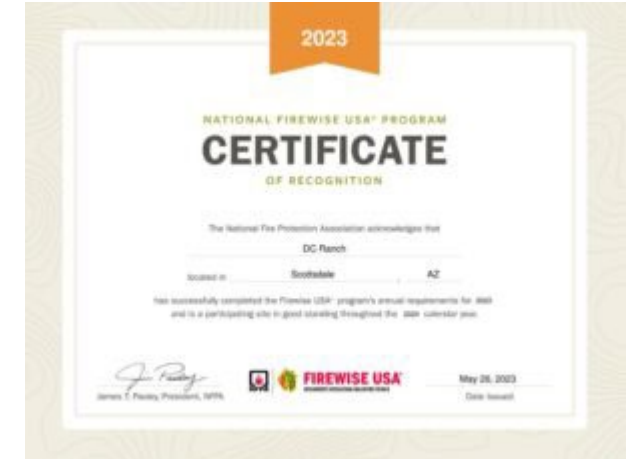 2023
NATIONAL FIREWISE USA® PROGRAM
CERTIFICATE
OF RECOGNITION
The National Fire Protection Association acknowledges that
DC Ranch
located in Scottsdale, AZ
has successfully completed the Firewise USA® program's annual requirements for
and is a participating site in good standing throughout the calendar year.
NFPA FIREWISE USA®
May 26, 2023
James T. Pauley, President, NFPA
Date Issued